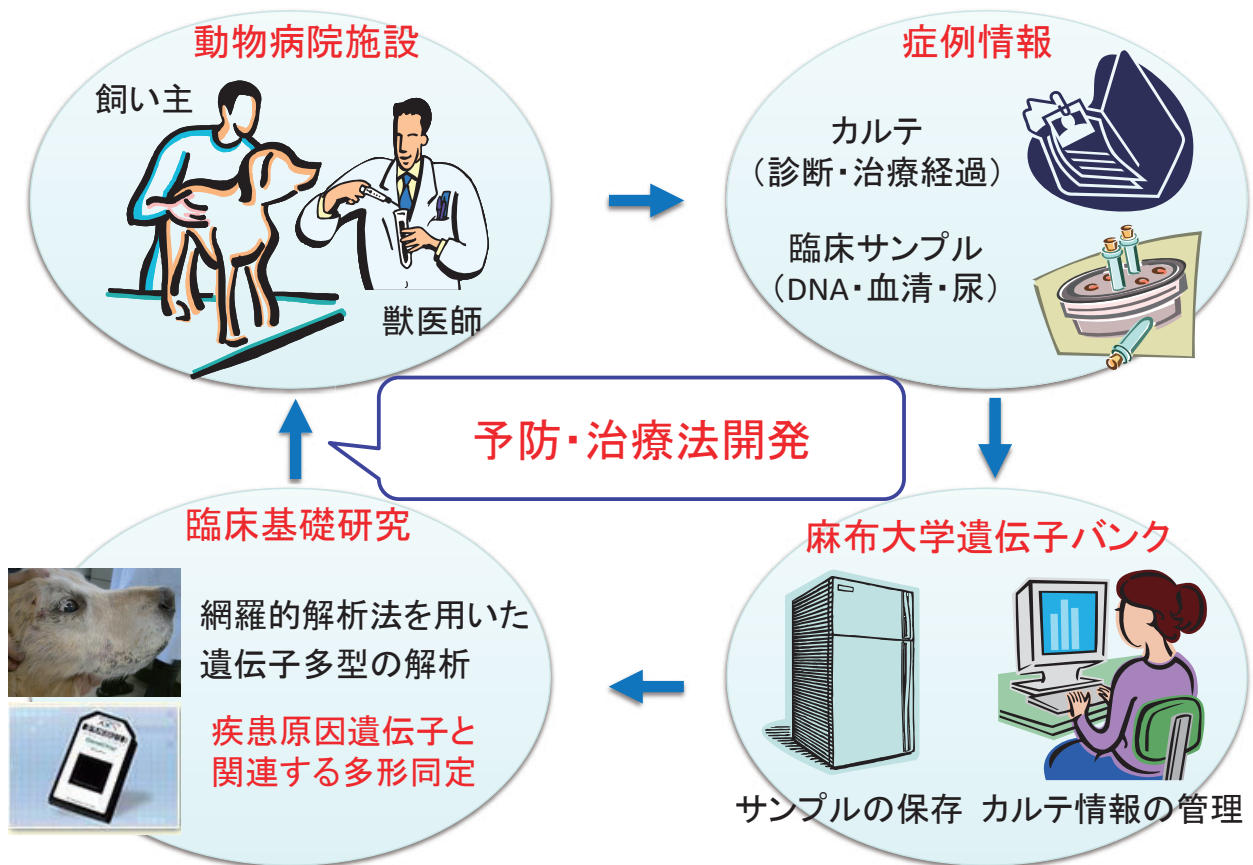 動物病院施設
飼い主
獣医師
症例情報
カルテ
（診断・治療経過）
臨床サンプル
（DNA・血清・尿）
予防・治療法開発
麻布大学遺伝子バンク
サンプルの保存 カルテ情報の管理
臨床基礎研究
網羅的解析法を用いた
遺伝子多型の解析
疾患原因遺伝子と
関連する多形同定